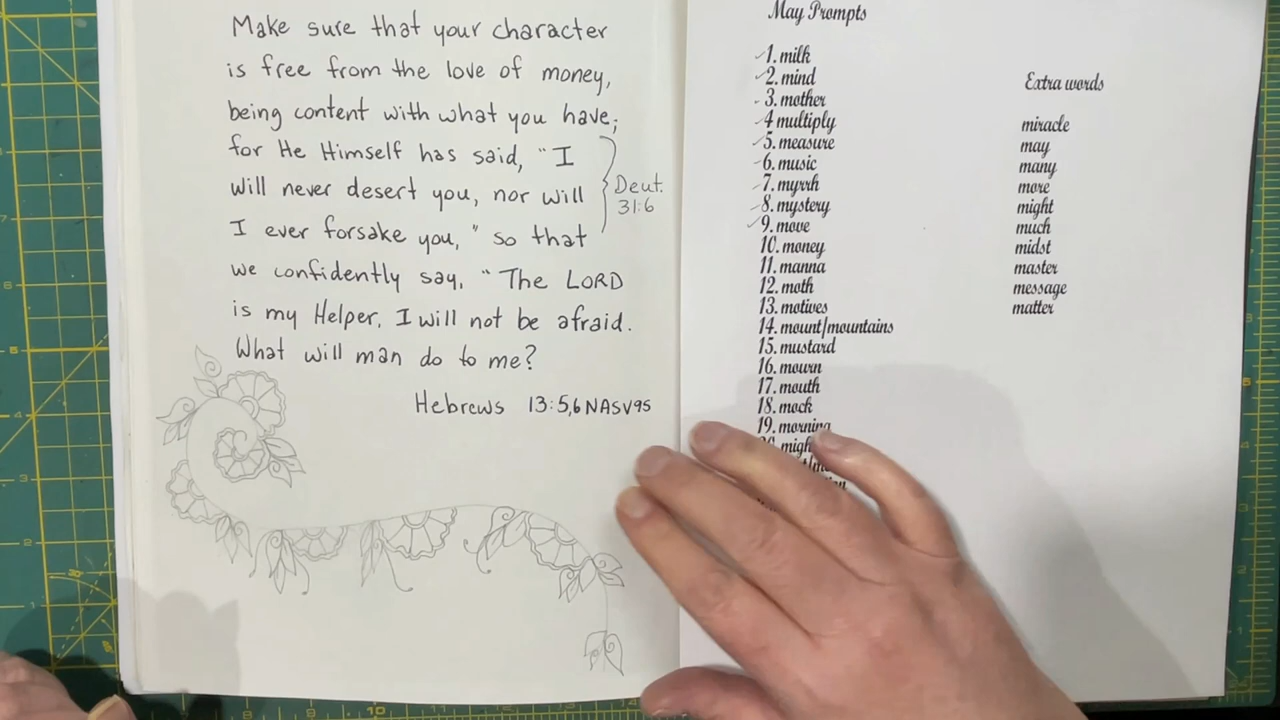 Make sure that your character
is free from the love of money,
being content with what you have;
for He Himself has said, "I
will never desert you, nor will
I ever forsake you," so that
we confidently say, "The LORD
is my Helper, I will not be afraid.
What will man do to me?
Hebrews 13:5,6 NASV95
Deut.
31:6
May Prompts
1. milk
2. mind
3. mother
4 multiply
5. measure
6. music
7. myrrh
8. mystery
9. move
10. money
11. manna
12. moth
13. motives
14. mount/mountains
15. mustard
16. mourn
17. mouth
18. mock
19. morning
Extra words
miracle
may
many
more
might
much
midst
master
message
matter